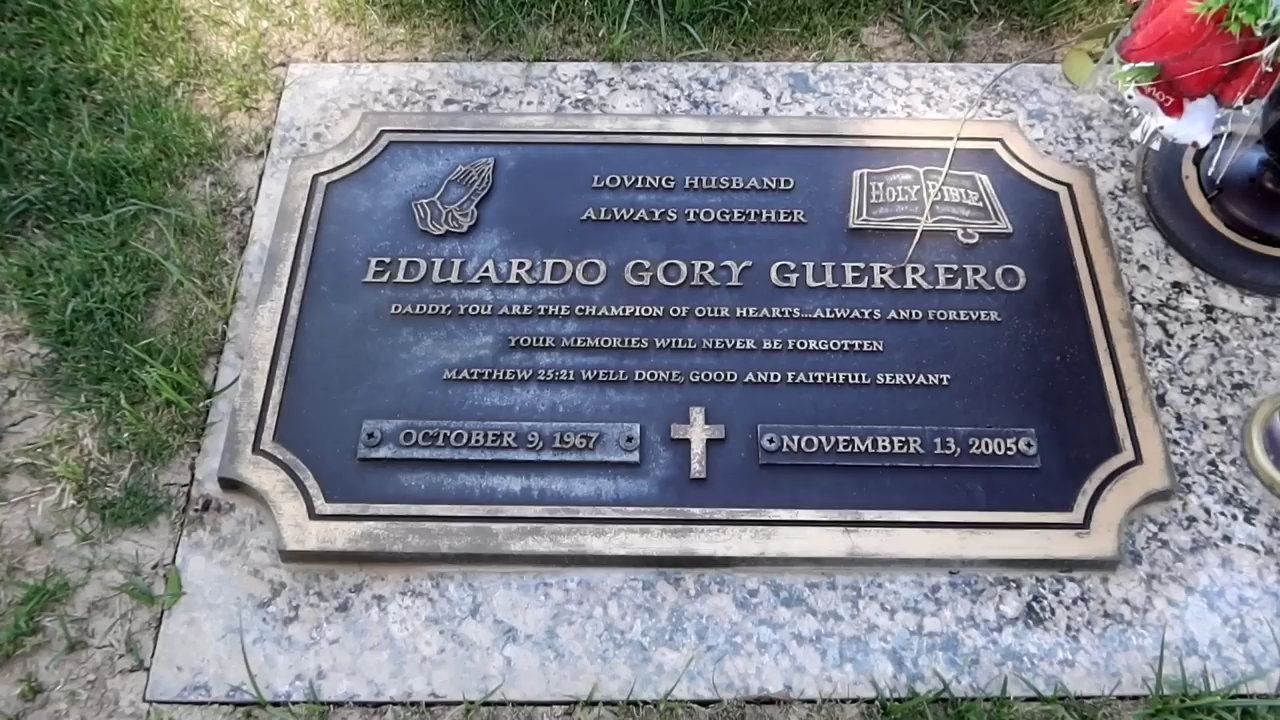 LOVING HUSBAND
ALWAYS TOGETHER
HOLY BIBLE
EDUARDO GORY GUERRERO
DADDY, YOU ARE THE CHAMPION OF OUR HEARTS...ALWAYS AND FOREVER
YOUR MEMORIES WILL NEVER BE FORGOTTEN
MATTHEW 25:21 WELL DONE, GOOD AND FAITHFUL SERVANT
OCTOBER 9, 1967
NOVEMBER 13, 2005